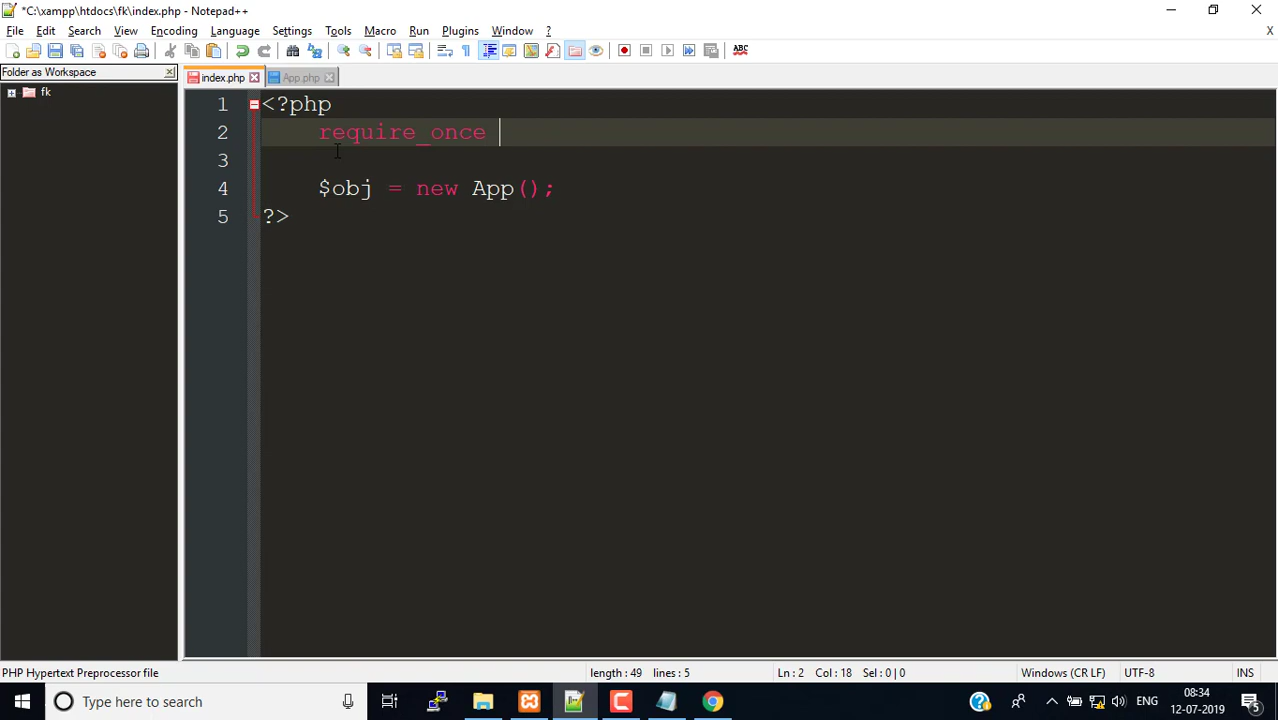 *C:\xampp\htdocs\fk\index.php - Notepad++
File Edit Search View Encoding Language Settings Tools Macro Run Plugins Window ?
X
ABC
Folder as Workspace
index.php App.php
fk
1 <?php
2 require_once
3
4 $obj = new App();
5 ?>
PHP Hypertext Preprocessor file length : 49 lines : 5 Ln : 2 Col : 18 Sel : 0 | 0 Windows (CR LF) UTF-8 INS
Type here to search ENG 08:34
12-07-2019 5